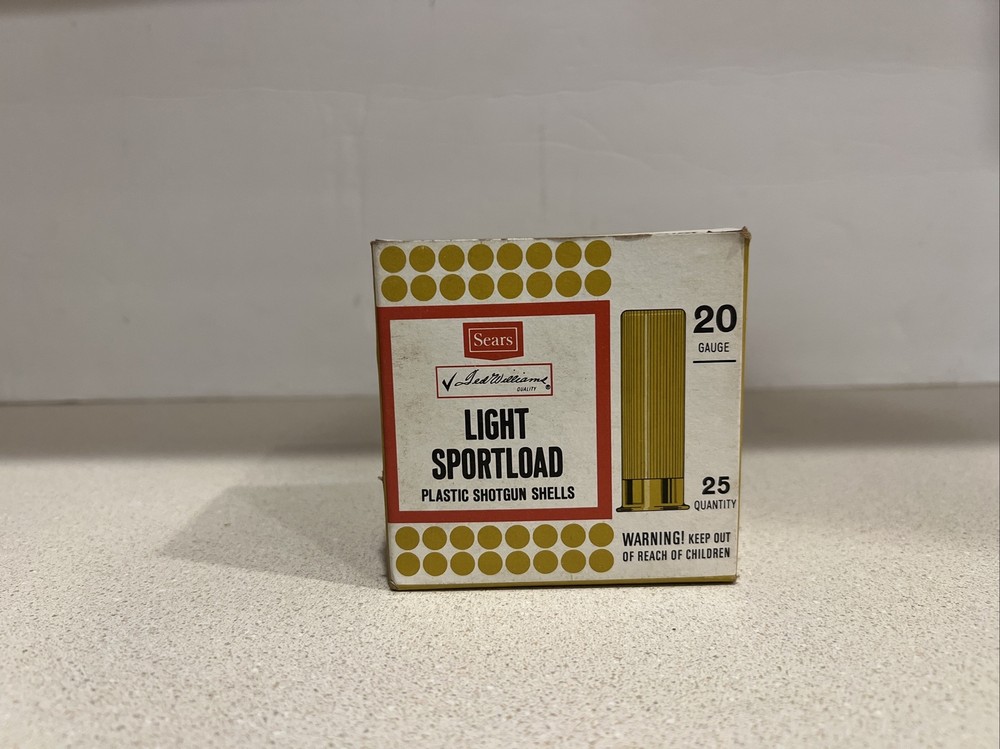 Sears
✓ Ted Williams
QUALITY
LIGHT
SPORTLOAD
PLASTIC SHOTGUN SHELLS
20
GAUGE
25
QUANTITY
WARNING! KEEP OUT
OF REACH OF CHILDREN